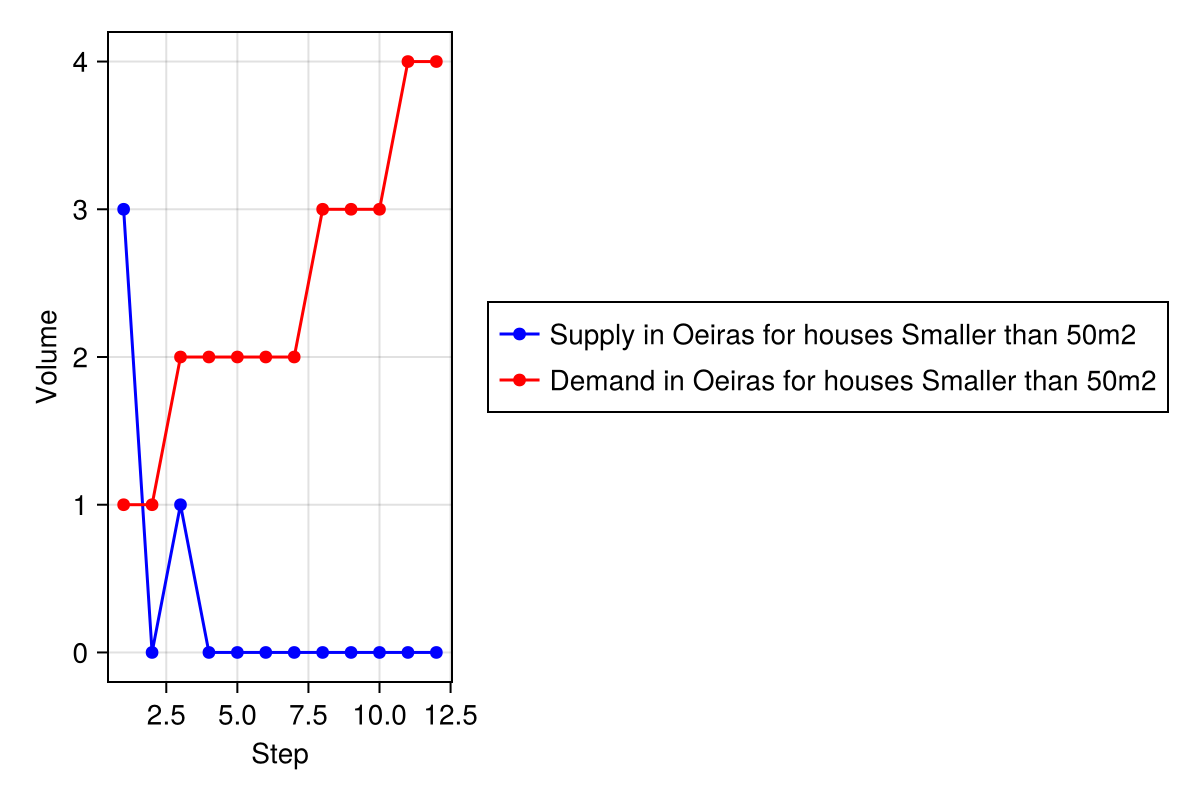 4
3
2
1
0
Volume
2.5 5.0 7.5 10.0 12.5
Step
Supply in Oeiras for houses Smaller than 50m2
Demand in Oeiras for houses Smaller than 50m2